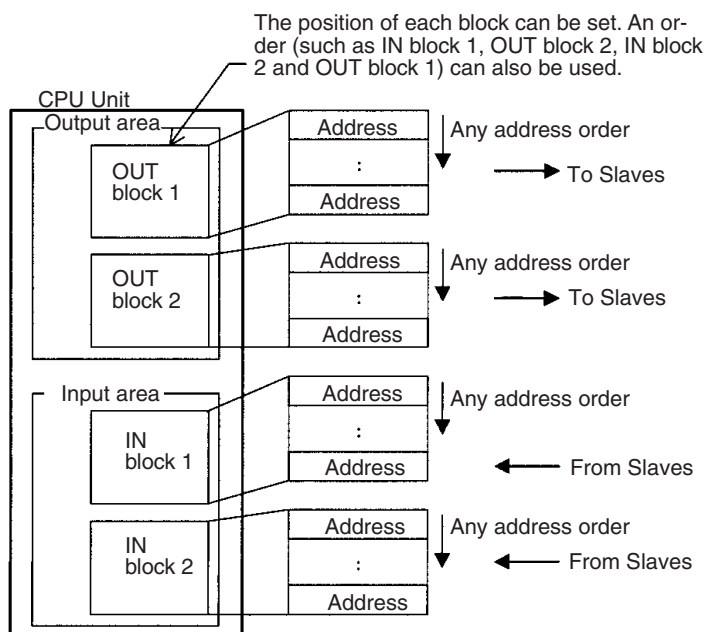 The position of each block can be set. An or-
der (such as IN block 1, OUT block 2, IN block
2 and OUT block 1) can also be used.
CPU Unit
Output area
OUT
block 1
Address
:
Address
Any address order
To Slaves
OUT
block 2
Address
:
Address
Any address order
To Slaves
Input area
IN
block 1
Address
:
Address
Any address order
From Slaves
IN
block 2
Address
:
Address
Any address order
From Slaves